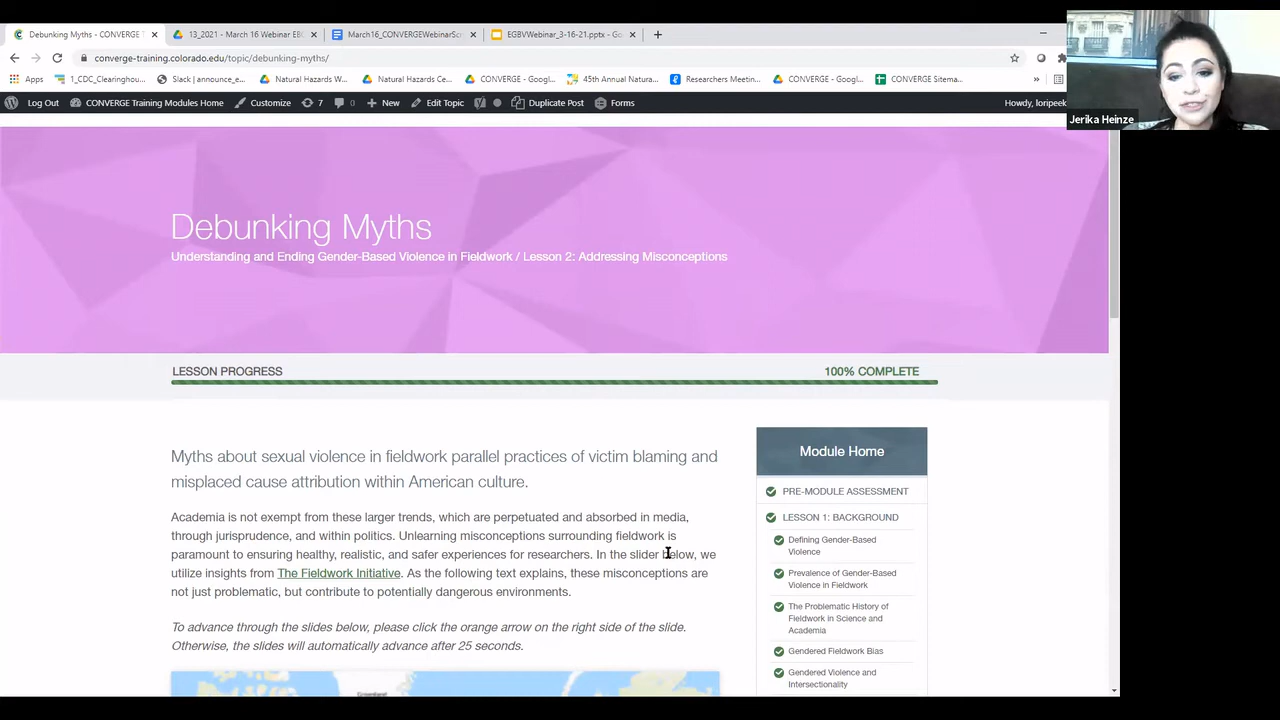 Debunking Myths - CONVERGE T
13_2021 - March 16 Webinar EBG
March 16_CONVERGEWebinarScr
EGBVWebinar_3-16-21.pptx - Goo
converge-training.colorado.edu/topic/debunking-myths/
Apps
1_CDC_Clearinghou...
Slack | announce_e...
Natural Hazards W...
Natural Hazards Ce...
CONVERGE - Googl...
45th Annual Natura...
Researchers Meetin...
CONVERGE - Googl...
CONVERGE Sitema...
Log Out
CONVERGE Training Modules Home
Customize
7
0
New
Edit Topic
Duplicate Post
Forms
Howdy, loripeek
Jerika Heinze
Debunking Myths
Understanding and Ending Gender-Based Violence in Fieldwork / Lesson 2: Addressing Misconceptions
LESSON PROGRESS
100% COMPLETE
Myths about sexual violence in fieldwork parallel practices of victim blaming and
misplaced cause attribution within American culture.
Academia is not exempt from these larger trends, which are perpetuated and absorbed in media,
through jurisprudence, and within politics. Unlearning misconceptions surrounding fieldwork is
paramount to ensuring healthy, realistic, and safer experiences for researchers. In the slider below, we
utilize insights from The Fieldwork Initiative. As the following text explains, these misconceptions are
not just problematic, but contribute to potentially dangerous environments.
To advance through the slides below, please click the orange arrow on the right side of the slide.
Otherwise, the slides will automatically advance after 25 seconds.
Greenland
Module Home
PRE-MODULE ASSESSMENT
LESSON 1: BACKGROUND
Defining Gender-Based
Violence
Prevalence of Gender-Based
Violence in Fieldwork
The Problematic History of
Fieldwork in Science and
Academia
Gendered Fieldwork Bias
Gendered Violence and
Intersectionality